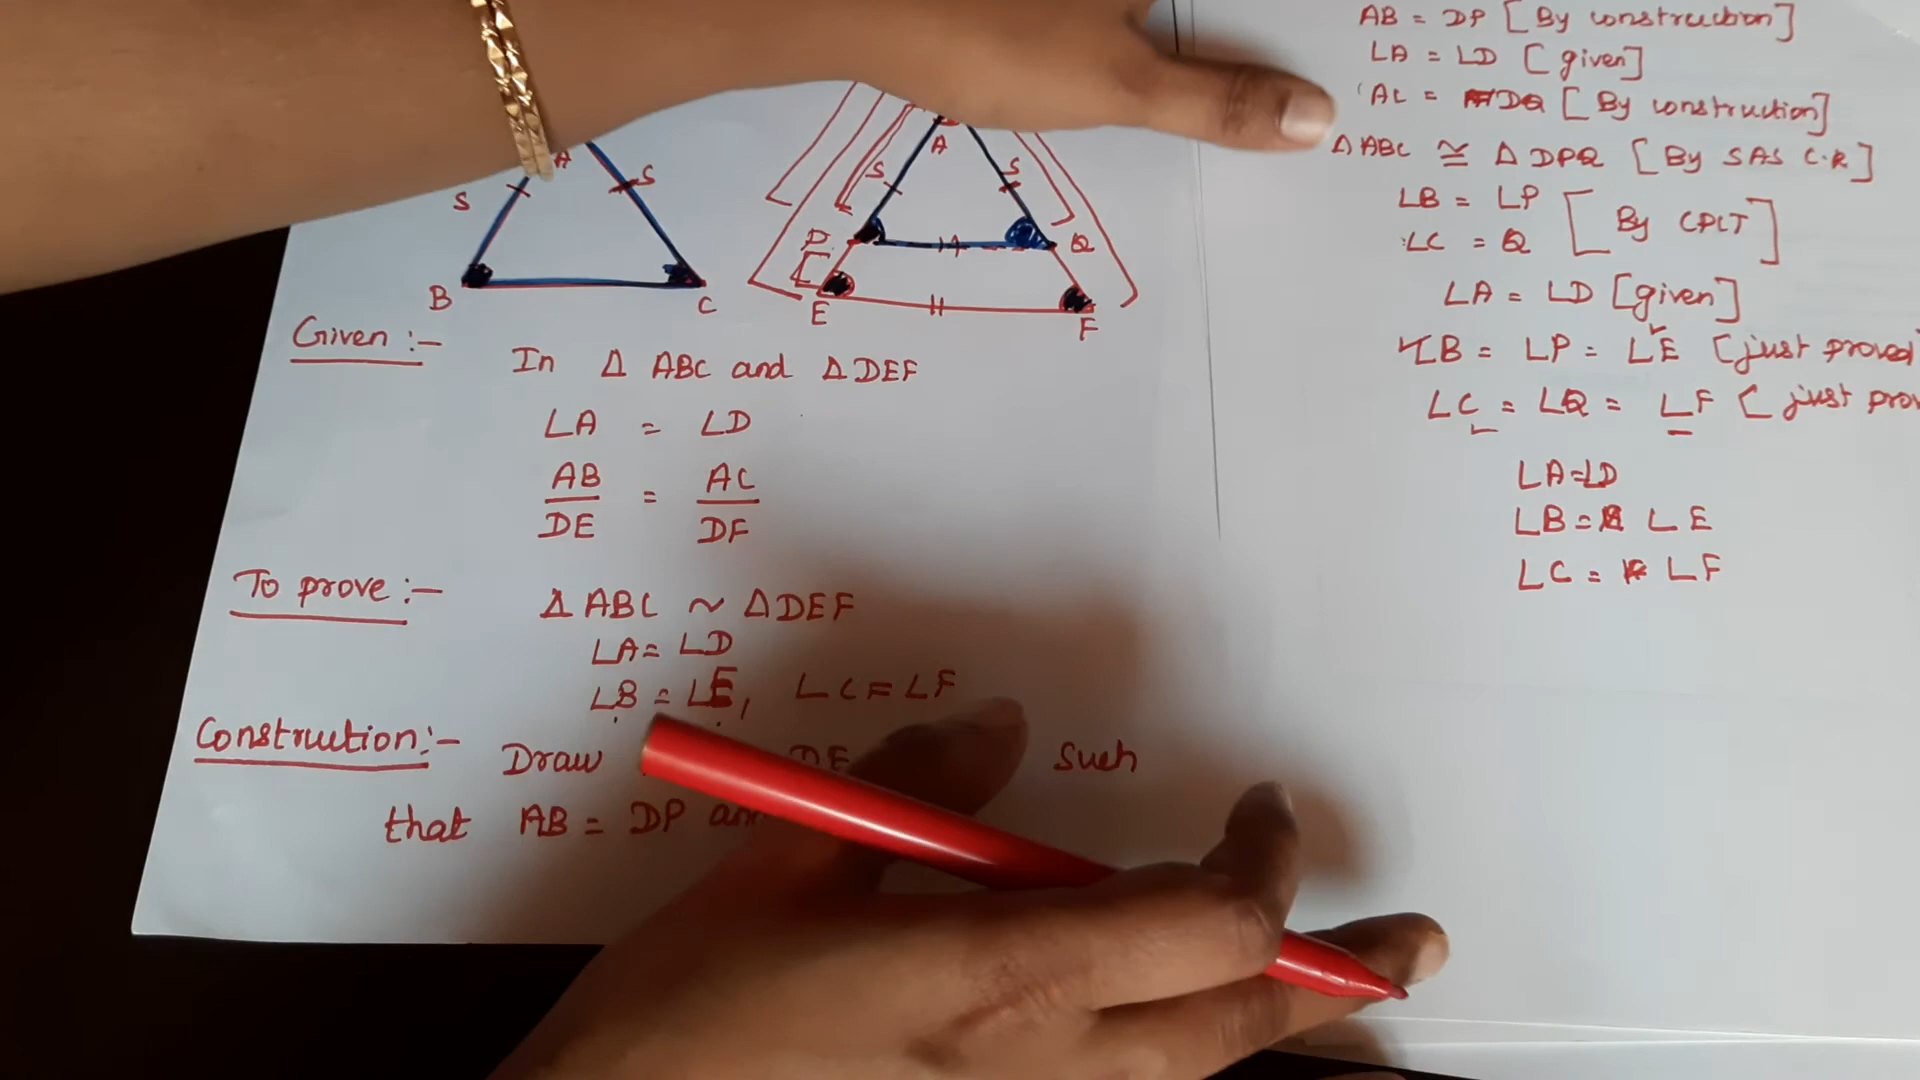 A
S
S
B
C
A
S
S
P
Q
E
F
Given :-
In Δ ABC and Δ DEF
∠A = ∠D
AB/DE = AC/DF
To prove :-
Δ ABC ~ Δ DEF
∠A = ∠D
∠B = ∠E, ∠C = ∠F
Construction :-
Draw DE Such
that AB = DP
AB = DP [By construction]
∠A = ∠D [given]
AC = DQ [By construction]
Δ ABC ≅ Δ DPQ [By SAS C.R]
∠B = ∠P
∠C = Q
[By CPCT]
∠A = ∠D [given]
∠B = ∠P = ∠E [just proved]
∠C = ∠Q = ∠F [just
∠A = ∠D
∠B = ∠E
∠C = ∠F